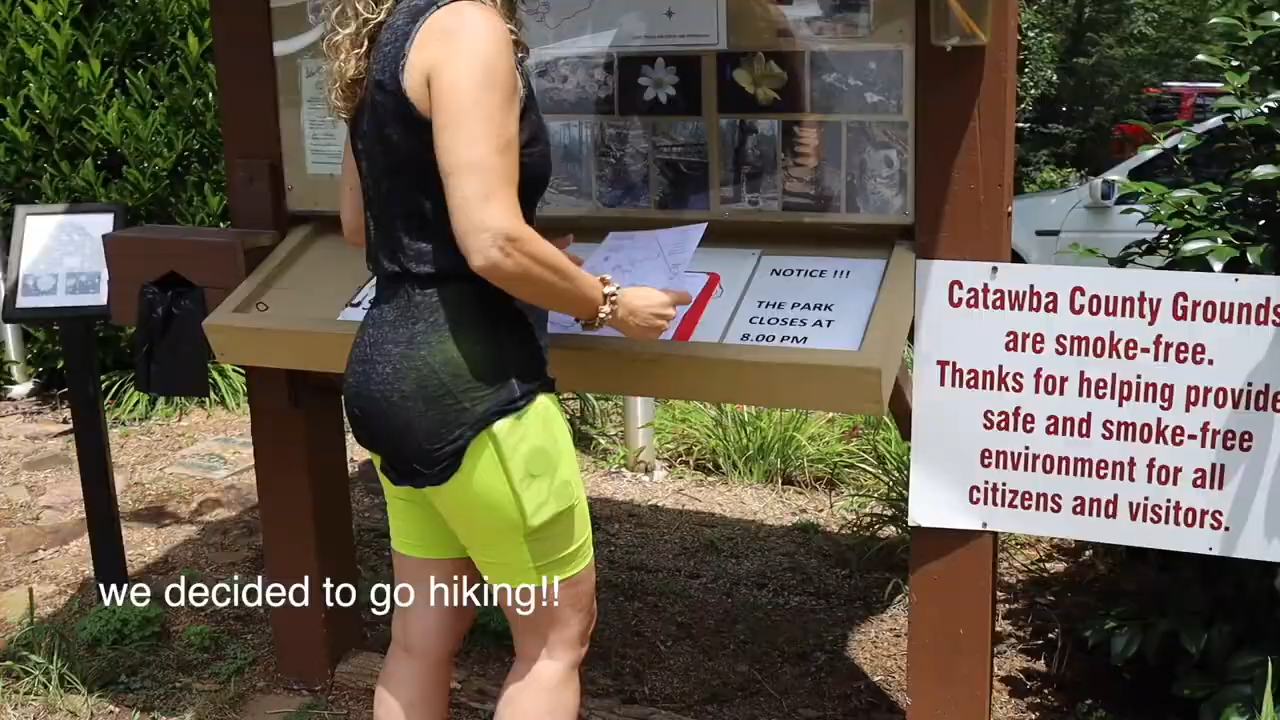 NOTICE !!!
THE PARK
CLOSES AT
8.00 PM
Catawba County Grounds
are smoke-free.
Thanks for helping provide
safe and smoke-free
environment for all
citizens and visitors.
we decided to go hiking!!